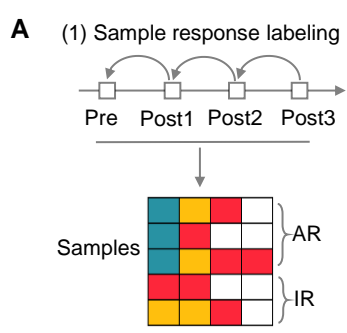 A (1) Sample response labeling
Pre Post1 Post2 Post3
Samples
AR
IR